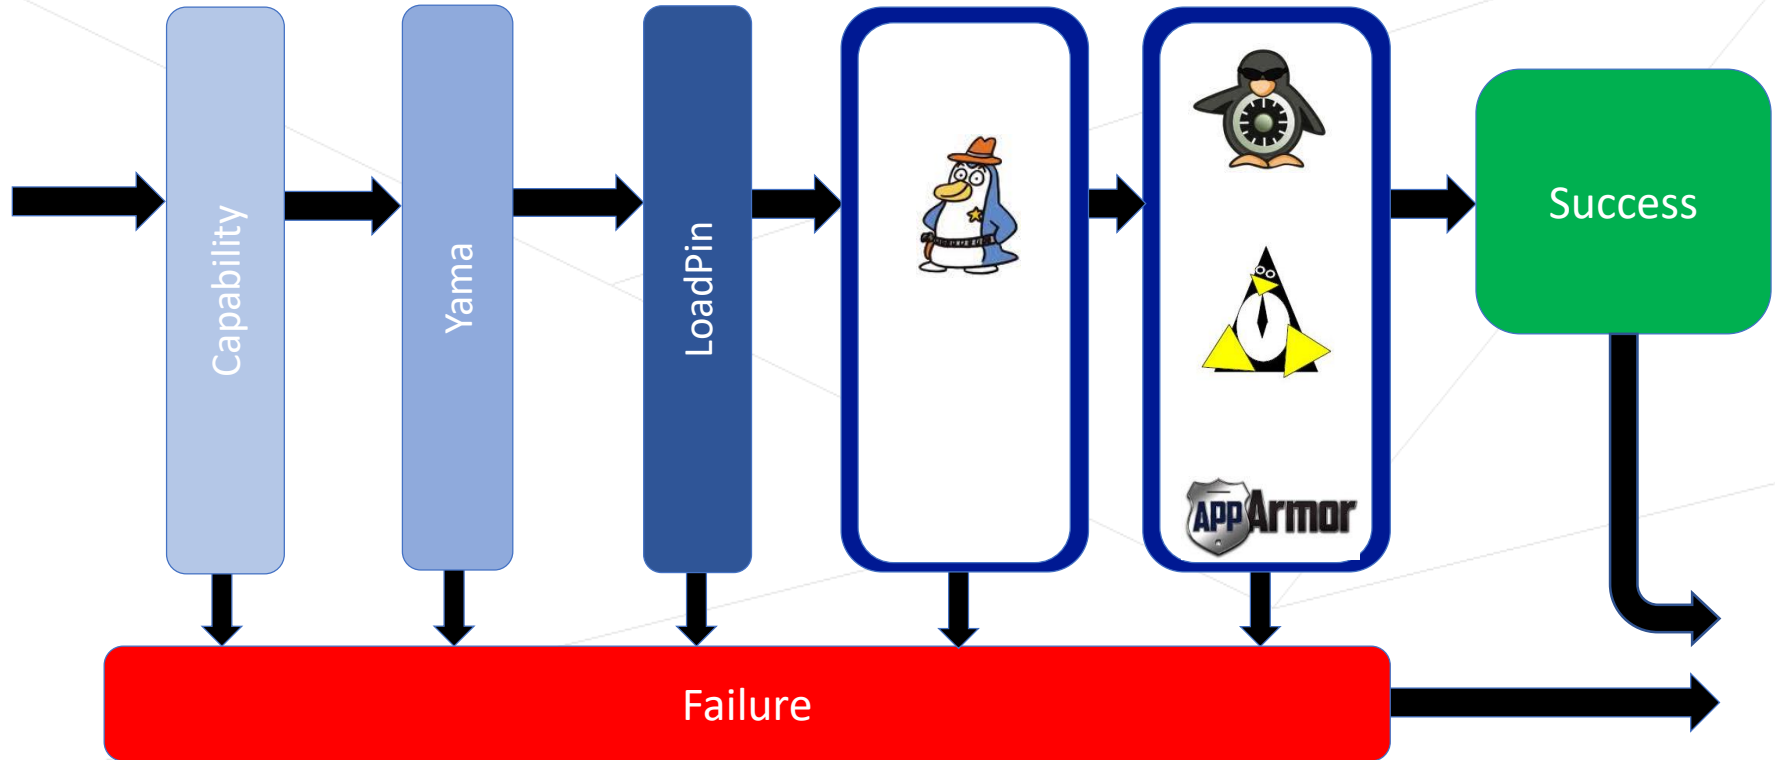 Capability
Yama
LoadPin
APPArmor
Success
Failure